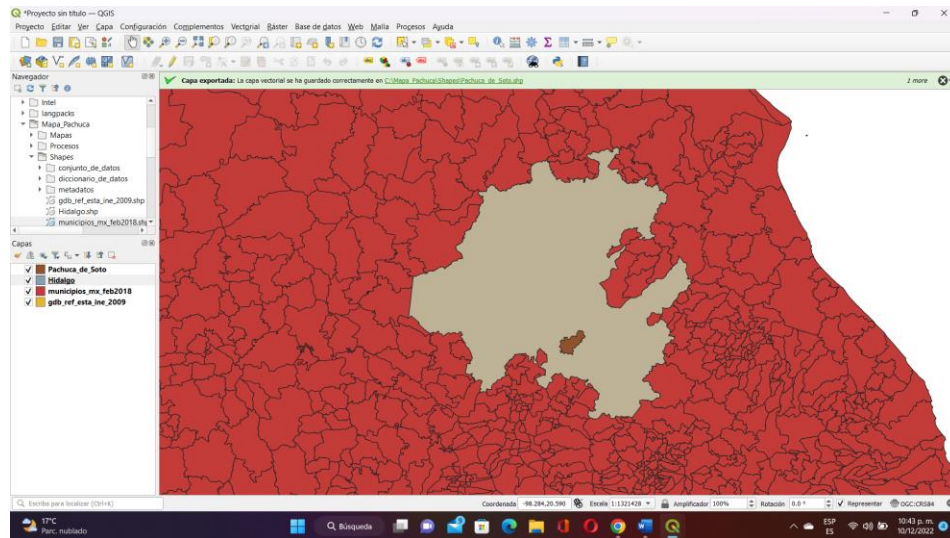 *Proyecto sin título — QGIS
Proyecto Editar Ver Capa Configuración Complementos Vectorial Ráster Base de datos Web Malla Procesos Ayuda
Navegador
Capa exportada: La capa vectorial se ha guardado correctamente en C:\Mapa_Pachuca\Shapes\Pachuca_de_Soto.shp
1 more
Intel
langpacks
Mapa_Pachuca
Mapas
Procesos
Shapes
conjunto_de_datos
diccionario_de_datos
metadatos
gdb_ref_esta_ine_2009.shp
Hidalgo.shp
municipios_mx_feb2018.shp
Capas
Pachuca_de_Soto
Hidalgo
municipios_mx_feb2018
gdb_ref_esta_ine_2009
Escriba para localizar (Ctrl+K)
Coordenada -98.284,20.590 Escala 1:1321428 Amplificador 100% Rotación 0.0 ° Representar OGC:CRS84
17°C
Parc. nublado
Búsqueda
ESP
ES
10:43 p. m.
10/12/2022